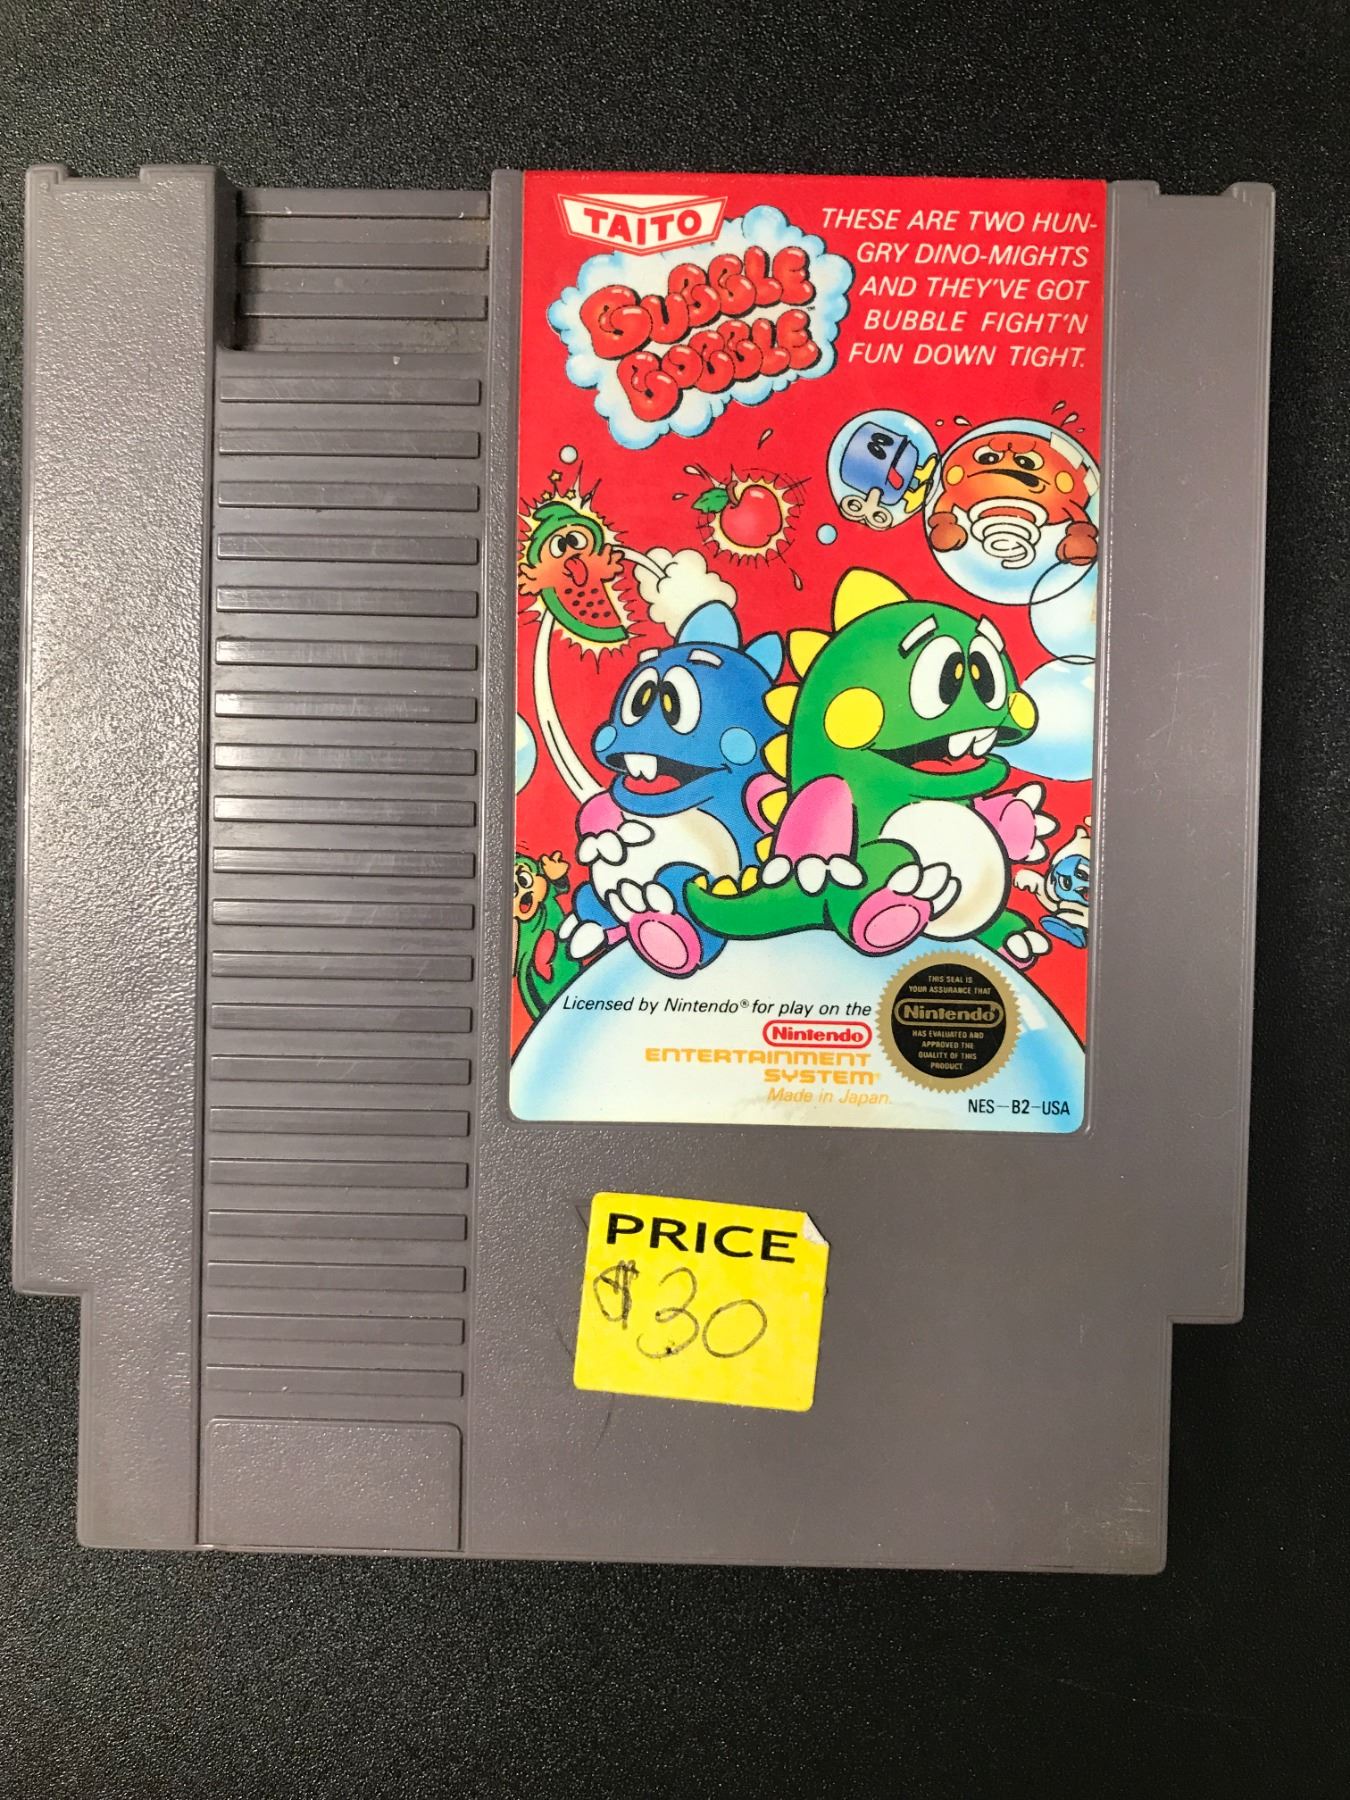 TAITO
BUBBLE
BOBBLE
™
THESE ARE TWO HUN-
GRY DINO-MIGHTS
AND THEY'VE GOT
BUBBLE FIGHT'N
FUN DOWN TIGHT.
Licensed by Nintendo® for play on the
Nintendo
ENTERTAINMENT
SYSTEM®
Made in Japan.
THIS SEAL IS
YOUR ASSURANCE THAT
Nintendo
HAS EVALUATED AND
APPROVED THE
QUALITY OF THIS
PRODUCT.
NES-B2-USA
PRICE
$30